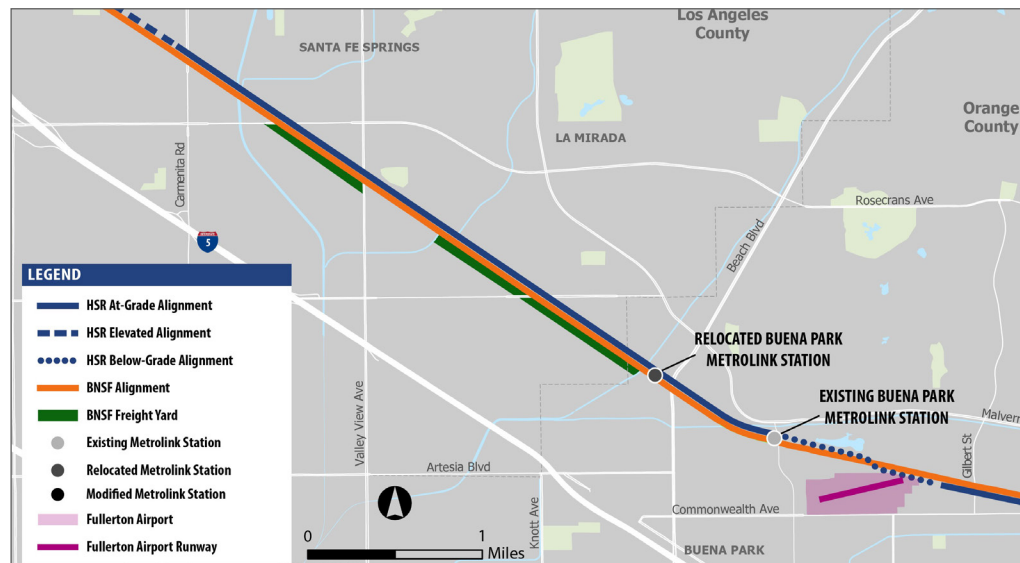 Los Angeles
County
SANTA FE SPRINGS
Orange
County
LA MIRADA
Carmenita Rd
Rosecrans Ave
Beach Blvd
INTERSTATE
5
LEGEND
HSR At-Grade Alignment
HSR Elevated Alignment
HSR Below-Grade Alignment
BNSF Alignment
BNSF Freight Yard
Existing Metrolink Station
Relocated Metrolink Station
Modified Metrolink Station
Fullerton Airport
Fullerton Airport Runway
RELOCATED BUENA PARK
METROLINK STATION
EXISTING BUENA PARK
METROLINK STATION
Valley View Ave
Malvern
Gilbert St
Artesia Blvd
Knott Ave
Commonwealth Ave
0 1
Miles
BUENA PARK